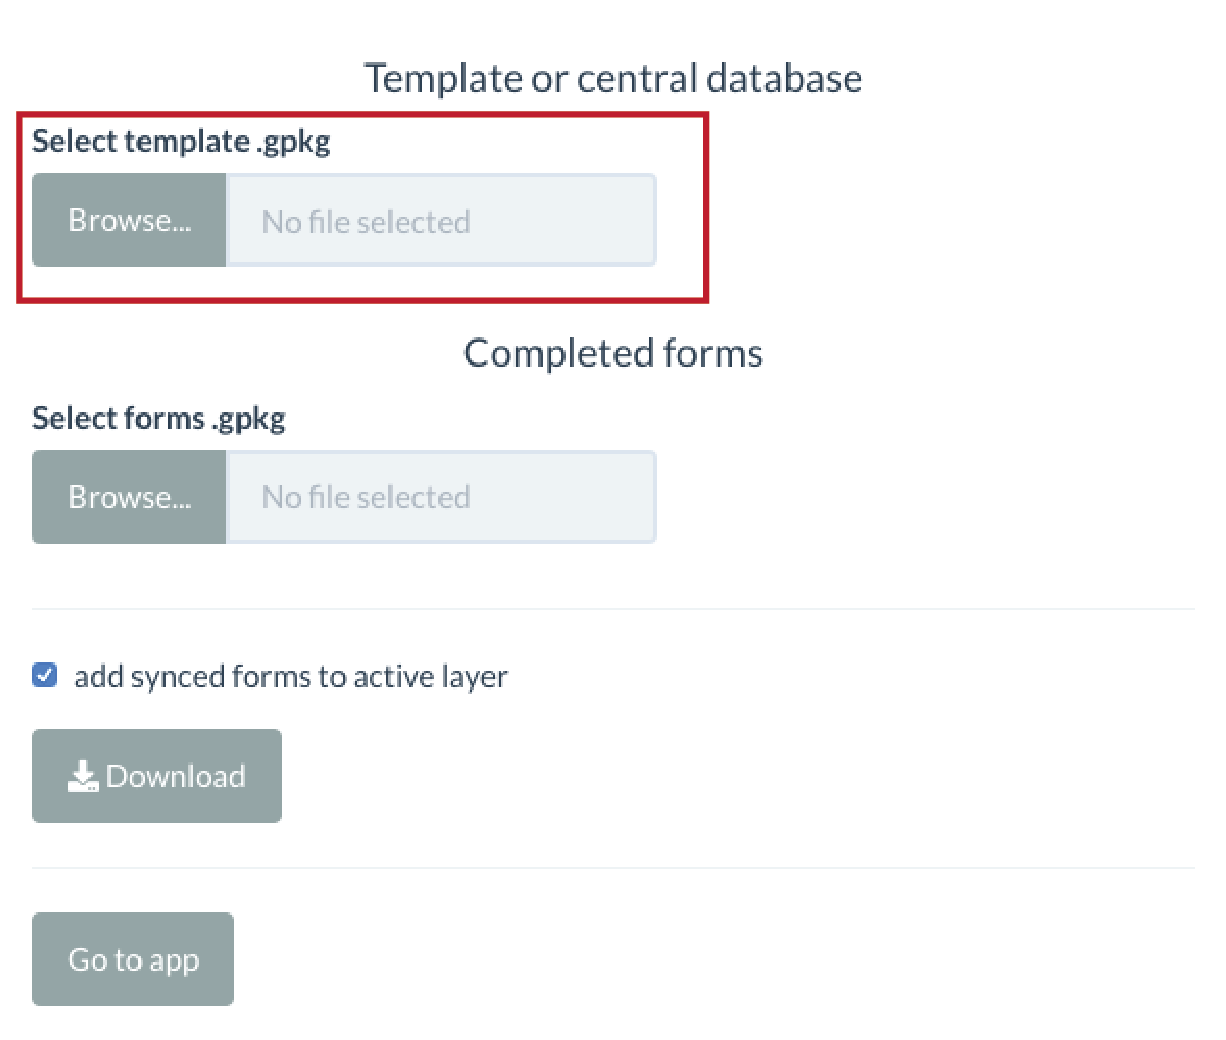 Template or central database
Select template .gpkg
Browse... No file selected
Completed forms
Select forms .gpkg
Browse... No file selected
add synced forms to active layer
Download
Go to app